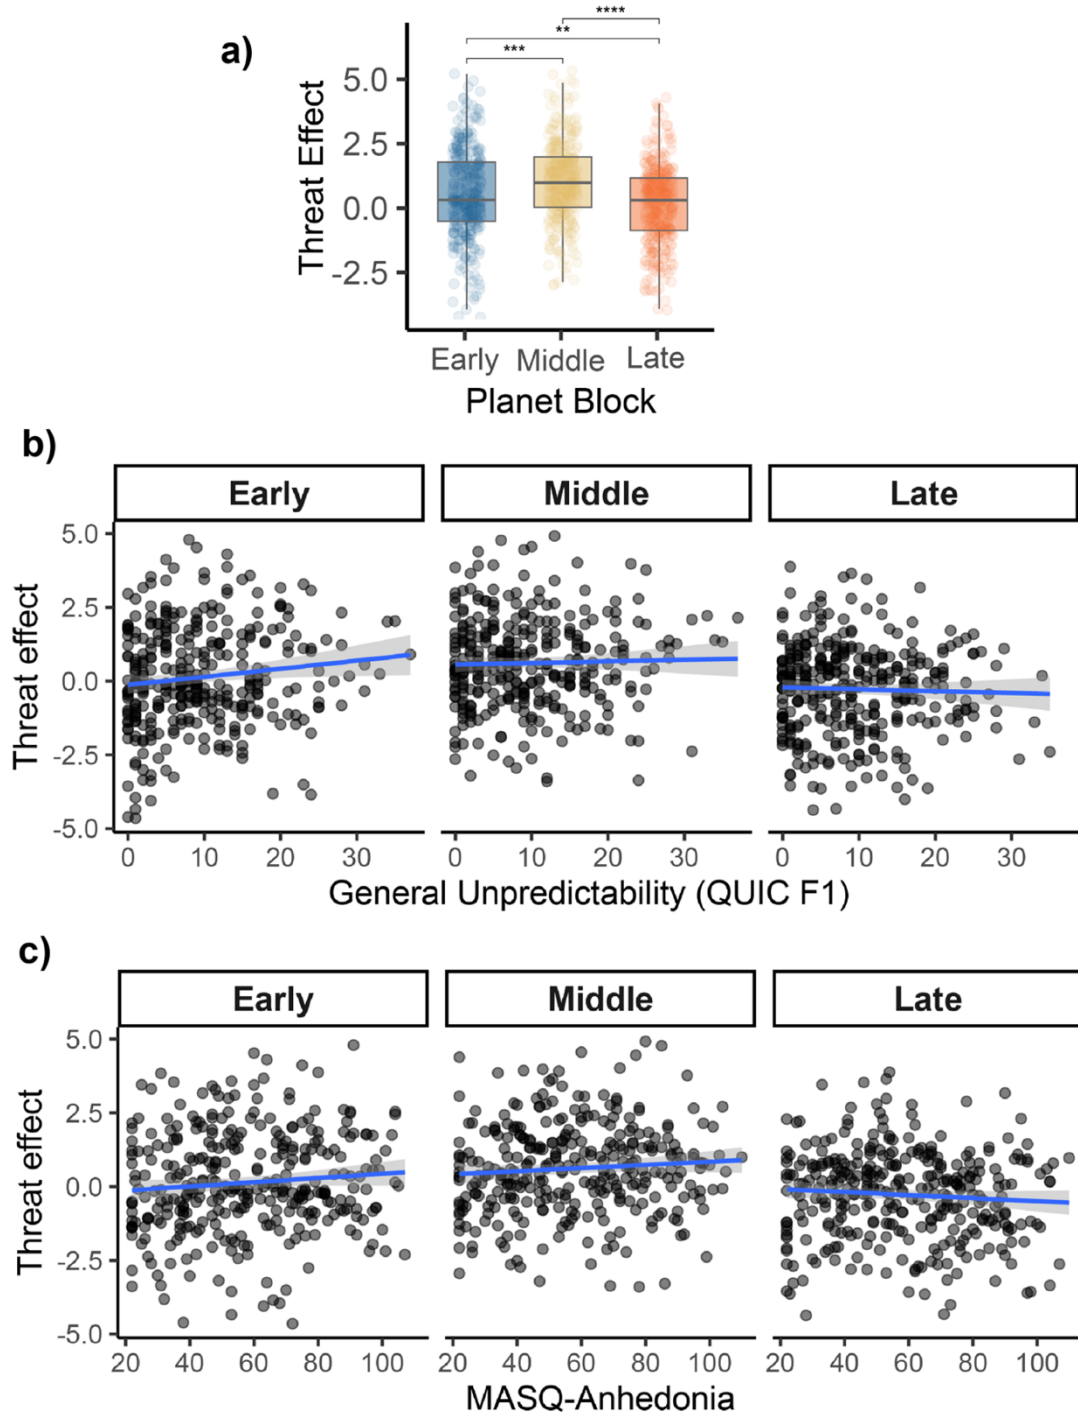 a)
****
**
***
Threat Effect
5.0
2.5
0.0
-2.5
Early Middle Late
Planet Block
b)
Early Middle Late
Threat effect
5.0
2.5
0.0
-2.5
-5.0
0 10 20 30 0 10 20 30 0 10 20 30
General Unpredictability (QUIC F1)
c)
Early Middle Late
Threat effect
5.0
2.5
0.0
-2.5
-5.0
20 40 60 80 100 20 40 60 80 100 20 40 60 80 100
MASQ-Anhedonia